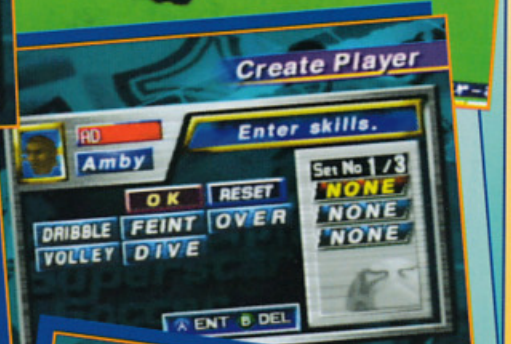 Create Player
AD
Enter skills.
Amby
Set No 1/3
OK RESET
NONE
DRIBBLE FEINT OVER
NONE
VOLLEY DIVE
NONE
A ENT B DEL